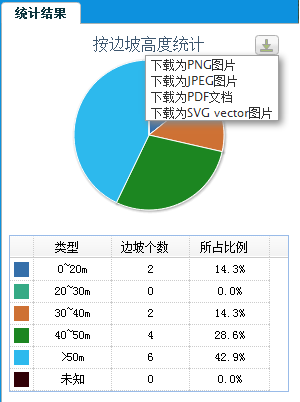 统计结果
按边坡高度统计
下载为PNG图片
下载为JPEG图片
下载为PDF文档
下载为SVG vector图片
类型 边坡个数 所占比例
0~20m 2 14.3%
20~30m 0 0.0%
30~40m 2 14.3%
40~50m 4 28.6%
>50m 6 42.9%
未知 0 0.0%